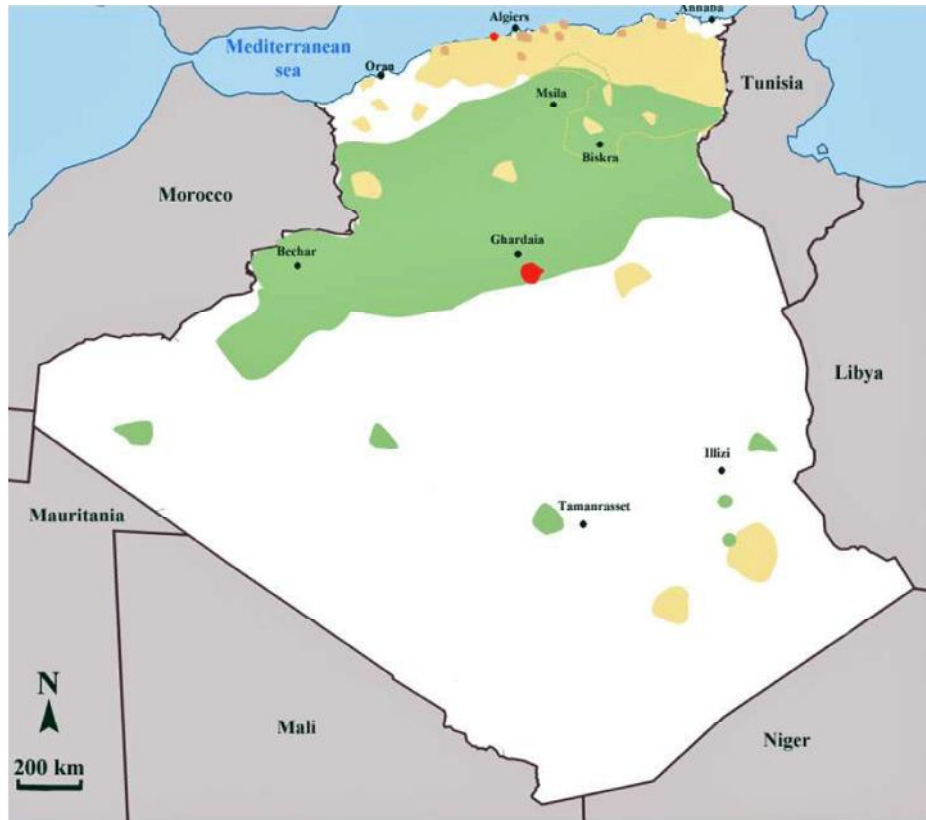 Algiers
Annaba
Mediterranean
sea
Oran
Tunisia
Msila
Biskra
Morocco
Ghardaia
Bechar
Libya
Illizi
Mauritania
Tamanrasset
N
Mali
Niger
200 km